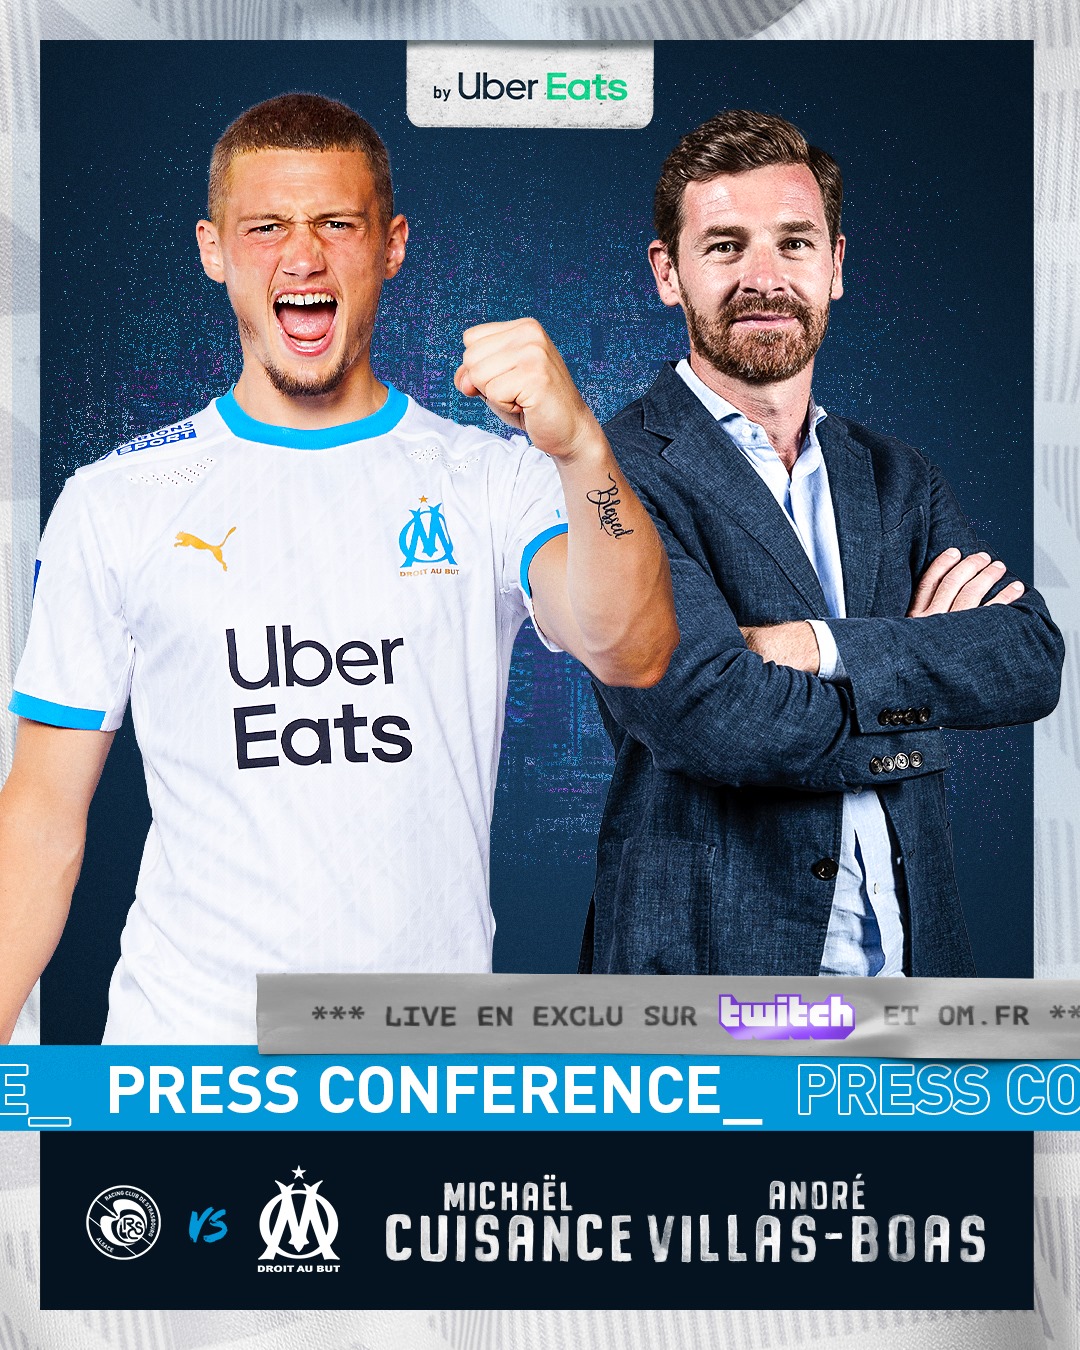 by Uber Eats
CHAMPIONS
SPORT
Blessed
DROIT AU BUT
Uber
Eats
*** LIVE EN EXCLU SUR twitch ET OM.FR **
E_ PRESS CONFERENCE_ PRESS CO
RACING CLUB DE STRASBOURG
ALSACE
RCS
VS
DROIT AU BUT
MICHAËL
CUISANCE
ANDRÉ
VILLAS-BOAS